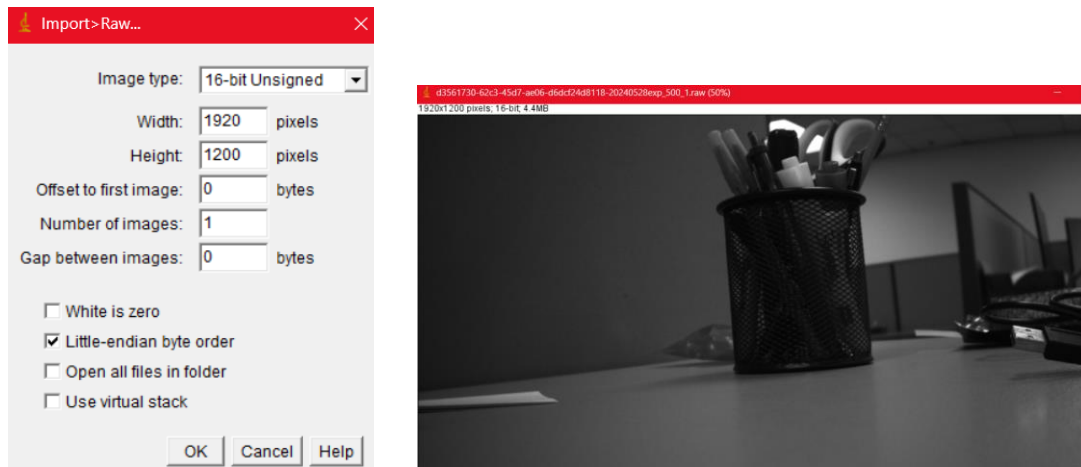 Import>Raw...
Image type: 16-bit Unsigned
Width: 1920 pixels
Height: 1200 pixels
Offset to first image: 0 bytes
Number of images: 1
Gap between images: 0 bytes
White is zero
Little-endian byte order
Open all files in folder
Use virtual stack
OK Cancel Help
d3561730-62c3-45d7-ae06-d6dcf24d8118-20240528exp_500_1.raw (50%)
1920x1200 pixels; 16-bit; 4.4MB